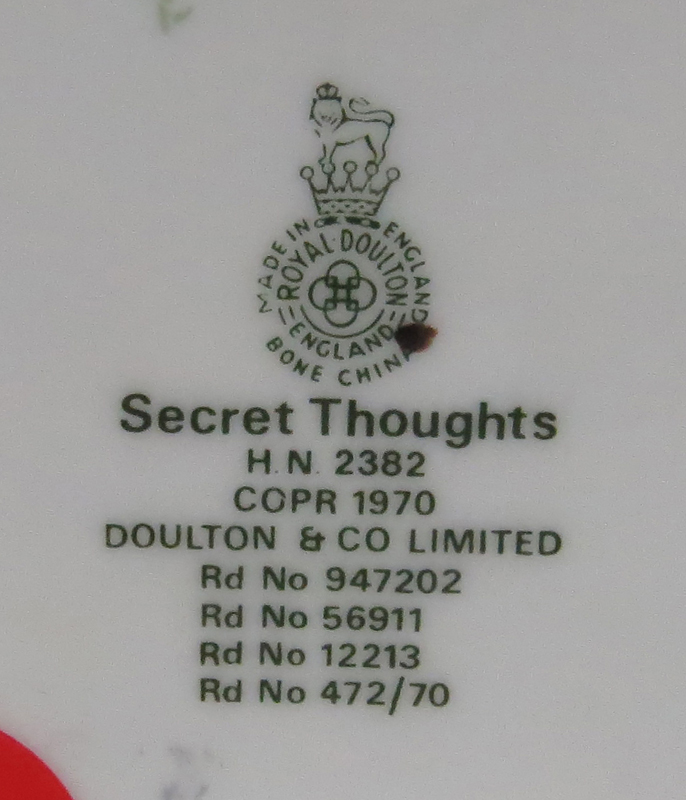 MADE IN ENGLAND
ROYAL·DOULTON
ENGLAND
BONE CHINA
Secret Thoughts
H.N. 2382
COPR 1970
DOULTON & CO LIMITED
Rd No 947202
Rd No 56911
Rd No 12213
Rd No 472/70